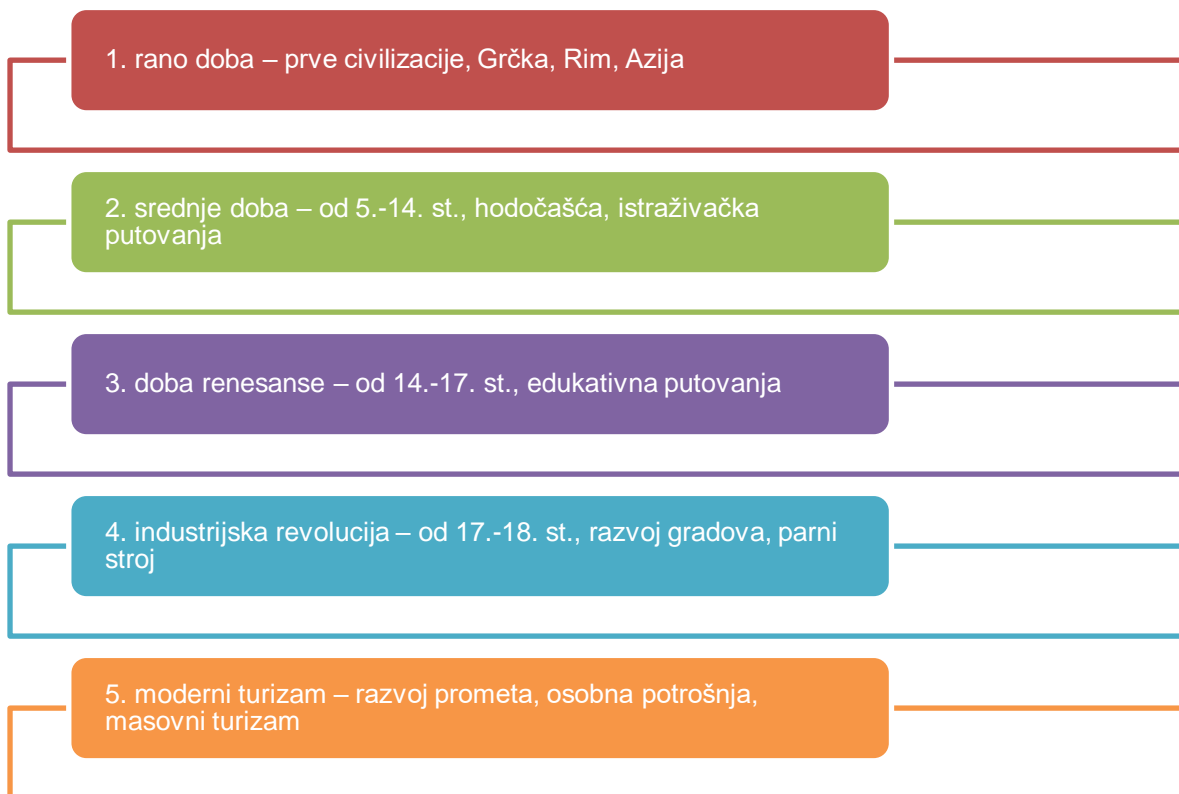 1. rano doba – prve civilizacije, Grčka, Rim, Azija
2. srednje doba – od 5.-14. st., hodočašća, istraživačka
putovanja
3. doba renesanse – od 14.-17. st., edukativna putovanja
4. industrijska revolucija – od 17.-18. st., razvoj gradova, parni
stroj
5. moderni turizam – razvoj prometa, osobna potrošnja,
masovni turizam